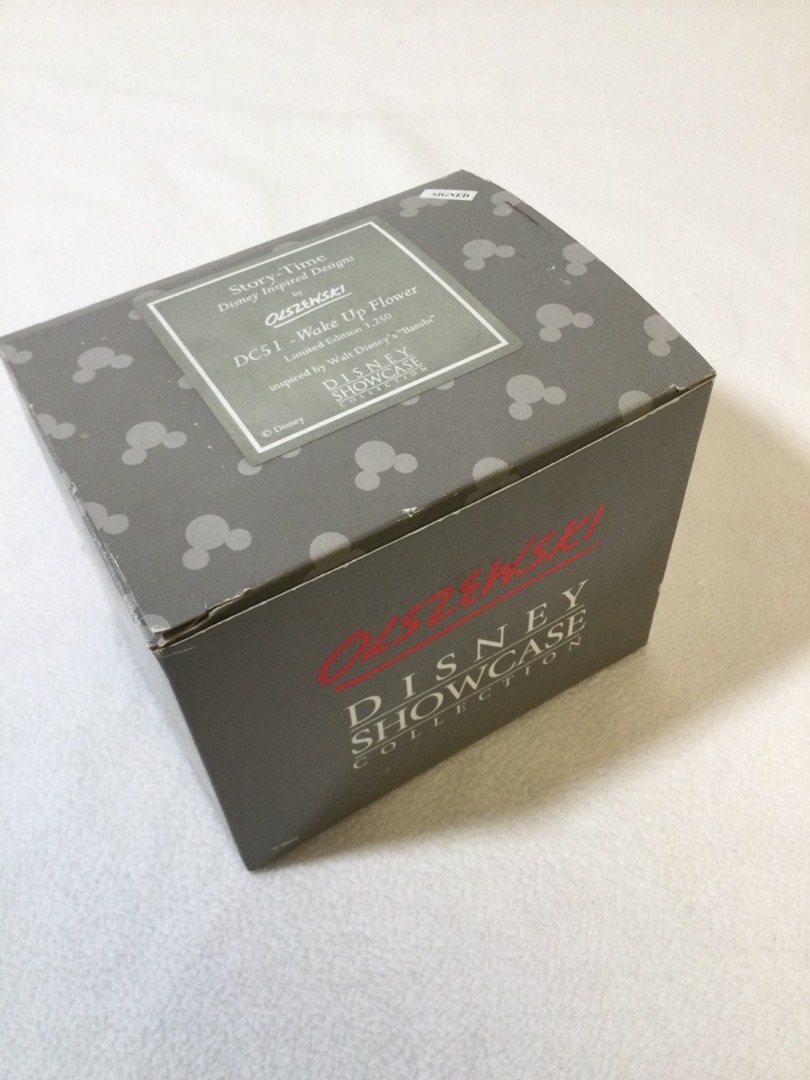 SIGNED
Story-Time
Disney Inspired Designs
by
OLSZEWSKI
DC51 - Wake Up Flower
Limited Edition 1,250
inspired by Walt Disney's "Bambi"
DISNEY
SHOWCASE
COLLECTION
© Disney
OLSZEWSKI
DISNEY
SHOWCASE
COLLECTION